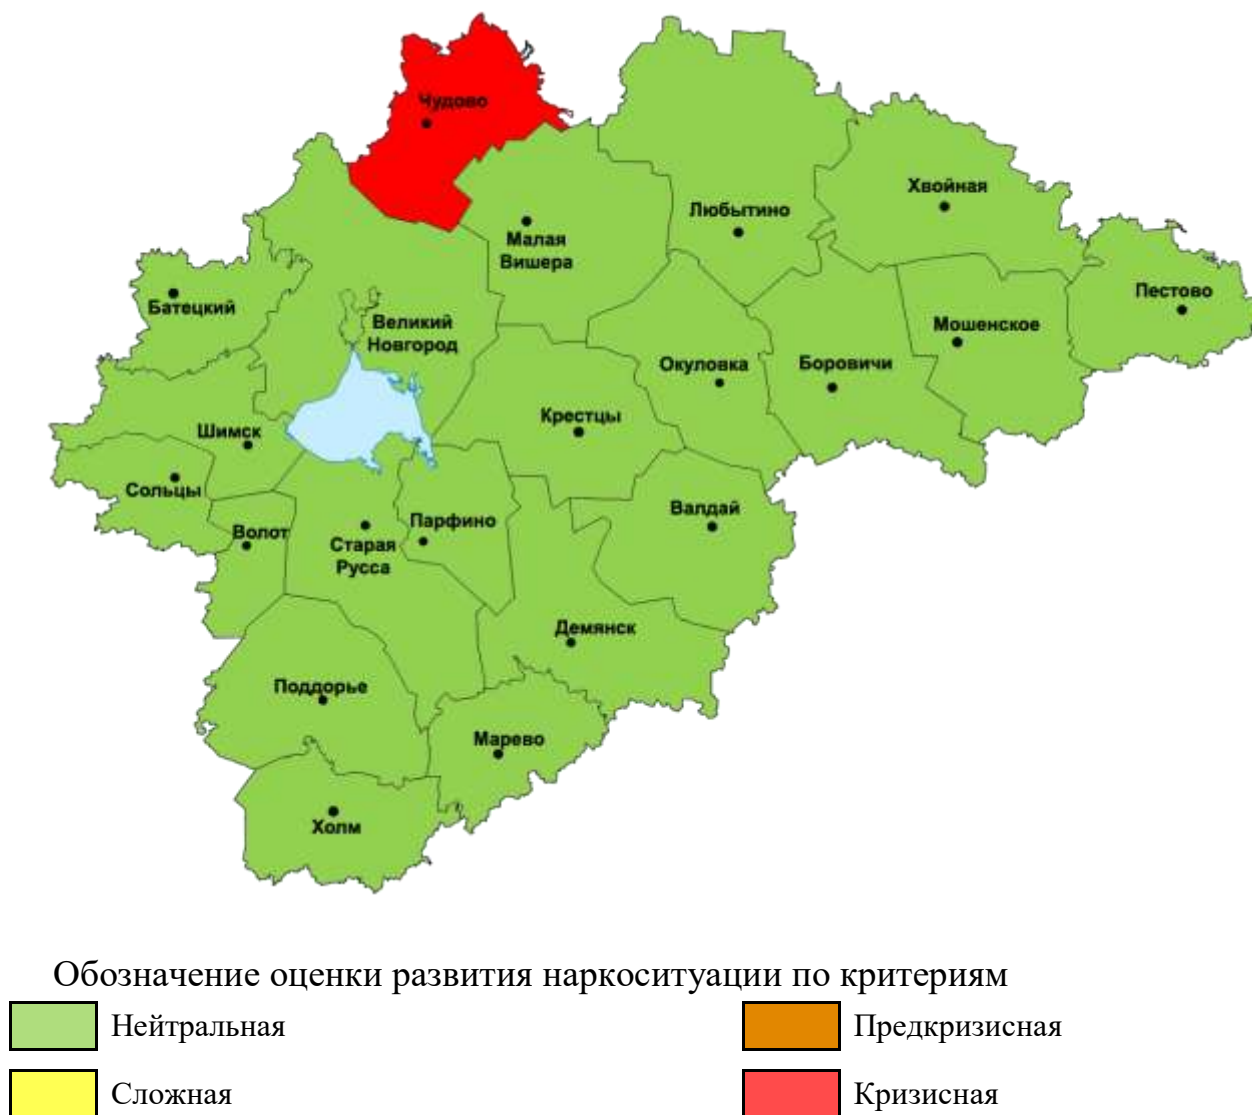 Чудово
Хвойная
Любытино
Малая
Вишера
Пестово
Батецкий
Великий
Новгород
Мошенское
Окуловка
Боровичи
Крестцы
Шимск
Сольцы
Валдай
Парфино
Волот
Старая
Русса
Демянск
Поддорье
Марево
Холм
Обозначение оценки развития наркоситуации по критериям
Нейтральная
Предкризисная
Сложная
Кризисная